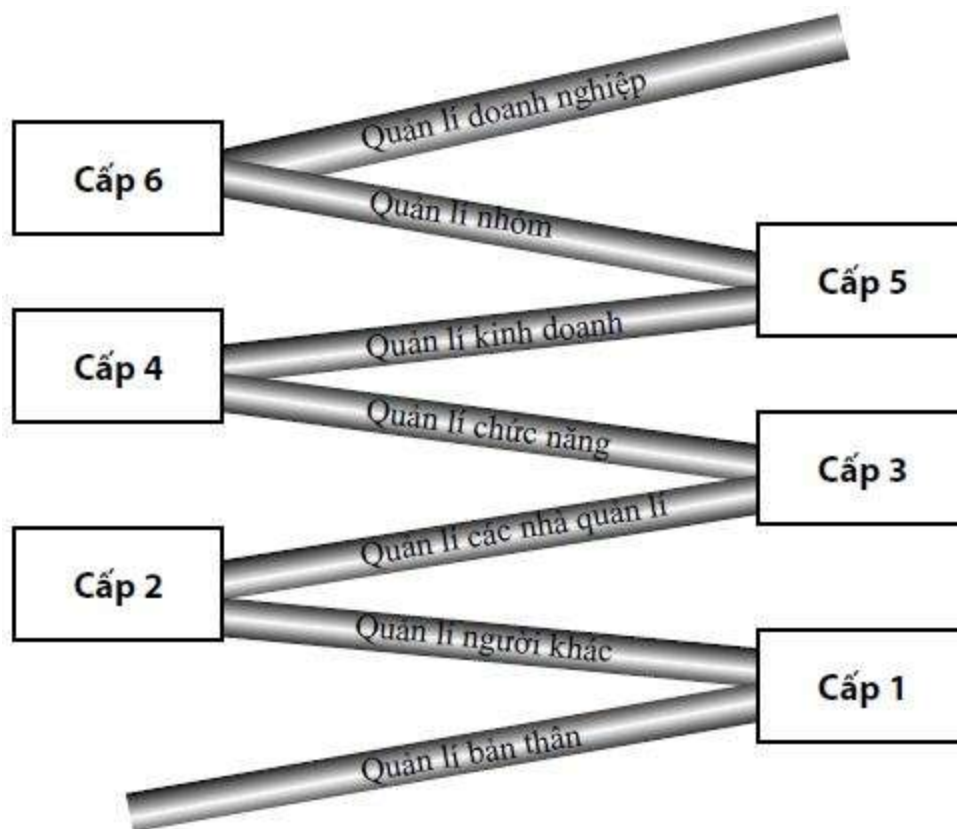 Quản lí doanh nghiệp
Cấp 6
Quản lí nhóm
Cấp 5
Quản lí kinh doanh
Cấp 4
Quản lí chức năng
Cấp 3
Quản lí các nhà quản lí
Cấp 2
Quản lí người khác
Cấp 1
Quản lí bản thân